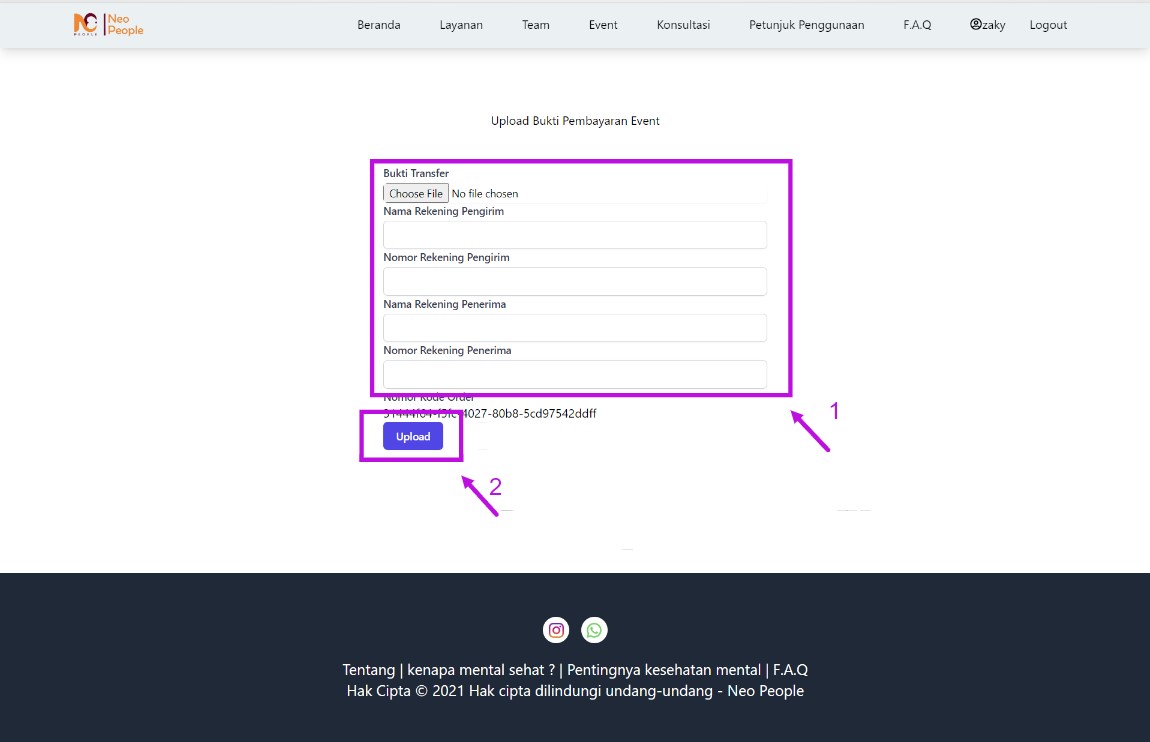 NC PEOPLE | Neo People
Beranda Layanan Team Event Konsultasi Petunjuk Penggunaan F.A.Q zaky Logout
Upload Bukti Pembayaran Event
Bukti Transfer
Choose File No file chosen
Nama Rekening Pengirim
Nomor Rekening Pengirim
Nama Rekening Penerima
Nomor Rekening Penerima
Nomor Kode Order
4027-80b8-5cd97542ddff
1
Upload
2
Tentang | kenapa mental sehat ? | Pentingnya kesehatan mental | F.A.Q
Hak Cipta © 2021 Hak cipta dilindungi undang-undang - Neo People